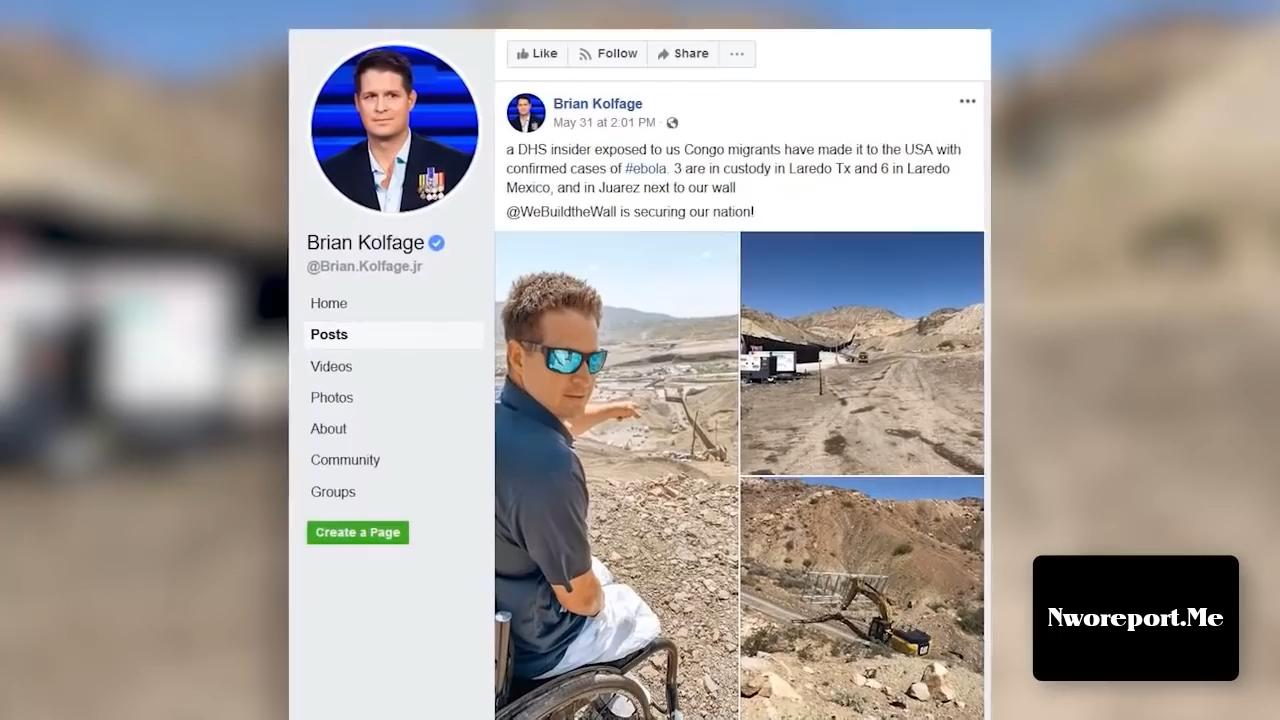 Like Follow Share ...
Brian Kolfage
May 31 at 2:01 PM ·
a DHS insider exposed to us Congo migrants have made it to the USA with
confirmed cases of #ebola. 3 are in custody in Laredo Tx and 6 in Laredo
Mexico, and in Juarez next to our wall
@WeBuildtheWall is securing our nation!
Brian Kolfage
@Brian.Kolfage.jr
Home
Posts
Videos
Photos
About
Community
Groups
Create a Page
Nworeport.Me